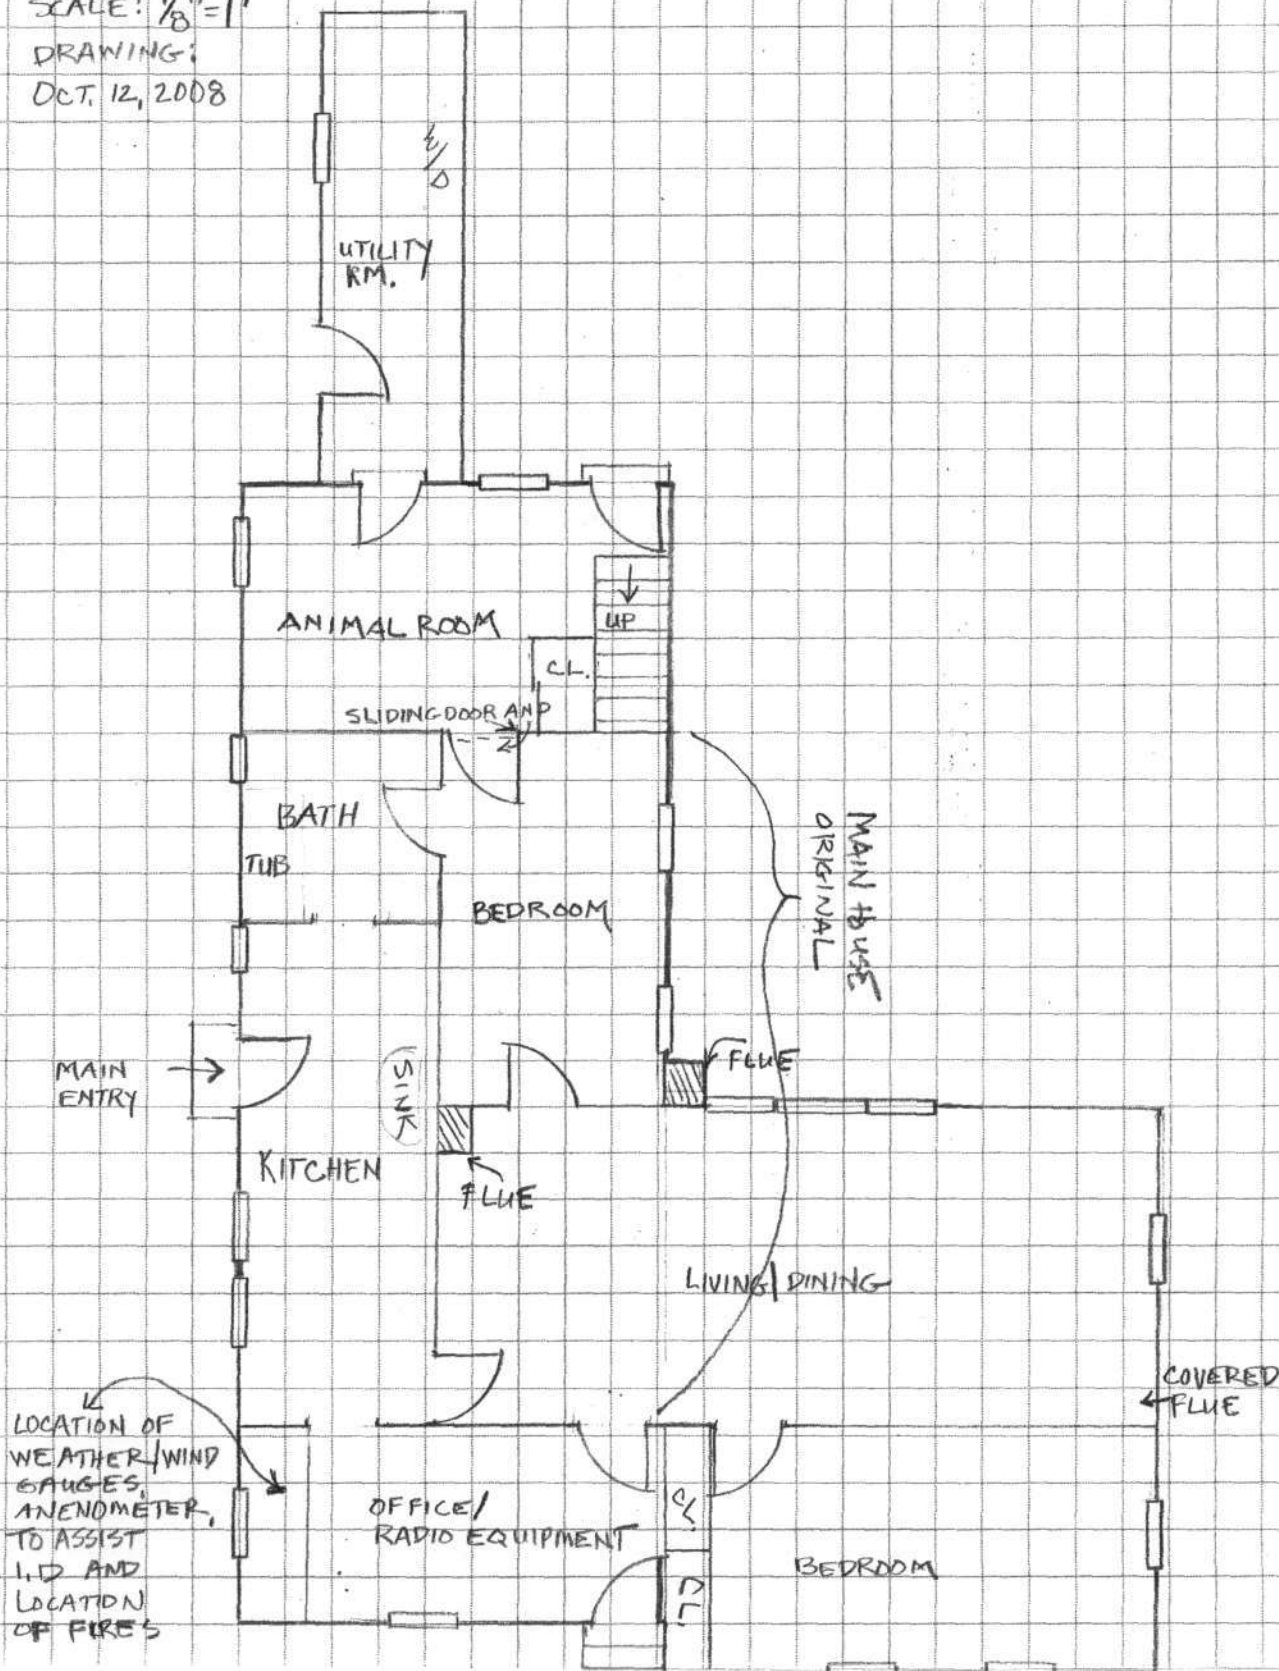 SCALE: 1/8"=1'
DRAWING:
OCT. 12, 2008
UTILITY
RM.
ANIMAL ROOM
UP
CL.
SLIDING DOOR AND
BATH
TUB
BEDROOM
MAIN HOUSE
ORIGINAL
FLUE
MAIN
ENTRY
SINK
KITCHEN
FLUE
LIVING/DINING
COVERED
FLUE
LOCATION OF
WEATHER/WIND
GAUGES,
ANENOMETER,
TO ASSIST
I.D AND
LOCATION
OF FIRES
OFFICE/
RADIO EQUIPMENT
CL.
CL.
BEDROOM